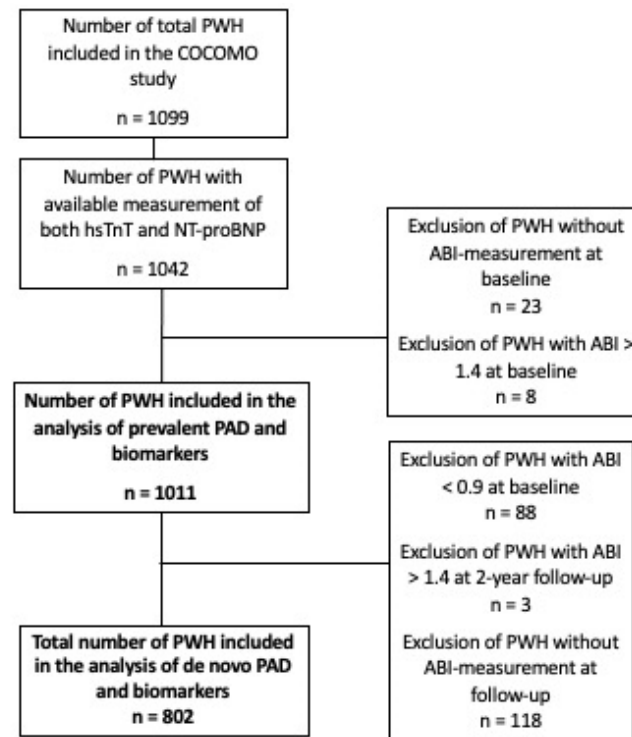 Number of total PWH
included in the COCOMO
study
n = 1099
Number of PWH with
available measurement of
both hsTnT and NT-proBNP
n = 1042
Exclusion of PWH without
ABI-measurement at
baseline
n = 23
Exclusion of PWH with ABI >
1.4 at baseline
n = 8
Number of PWH included in the
analysis of prevalent PAD and
biomarkers
n = 1011
Exclusion of PWH with ABI
< 0.9 at baseline
n = 88
Exclusion of PWH with ABI
> 1.4 at 2-year follow-up
n = 3
Exclusion of PWH without
ABI-measurement at
follow-up
n = 118
Total number of PWH included
in the analysis of de novo PAD
and biomarkers
n = 802